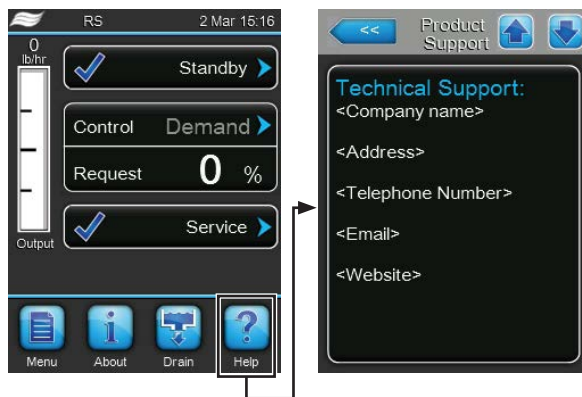 RS 2 Mar 15:16
0
lb/hr
Standby
Control Demand
Request 0 %
Service
Output
Menu About Drain Help
<< Product
Support
Technical Support:
<Company name>
<Address>
<Telephone Number>
<Email>
<Website>